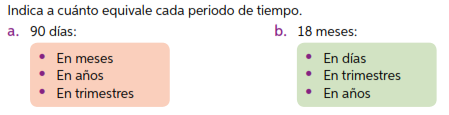 Indica a cuánto equivale cada periodo de tiempo.
a. 90 días:
• En meses
• En años
• En trimestres
b. 18 meses:
• En días
• En trimestres
• En años